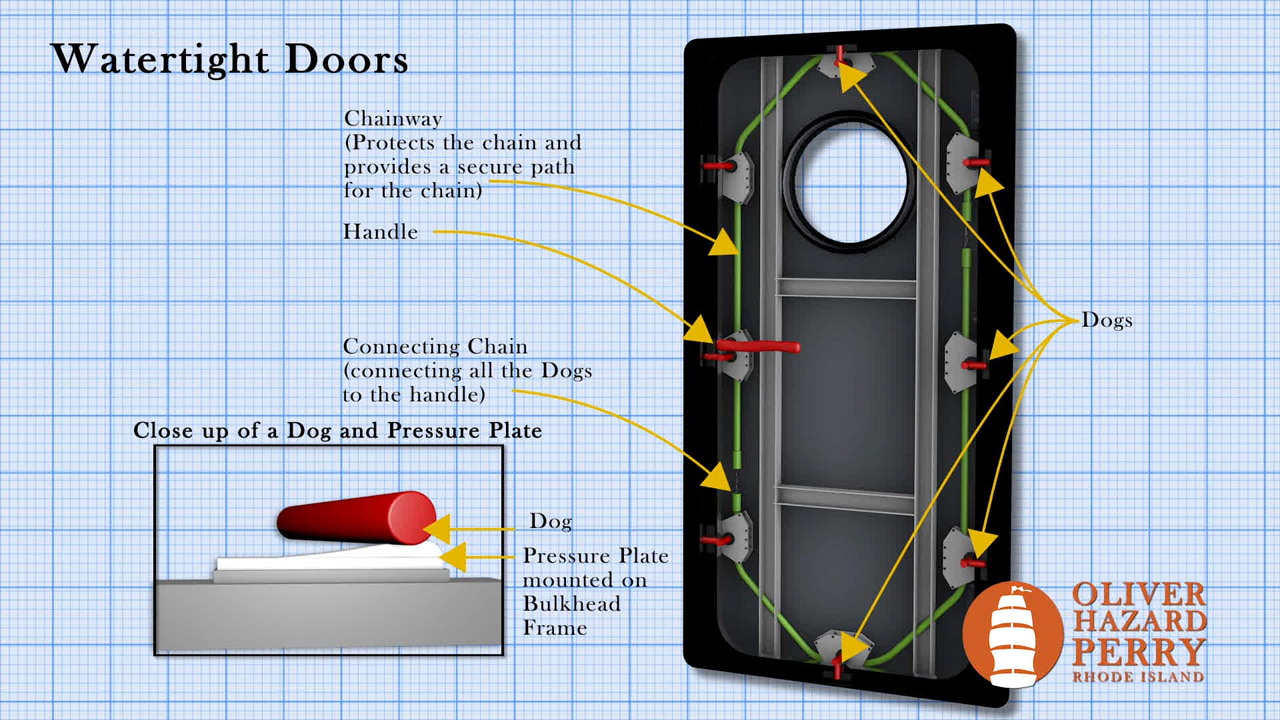 Watertight Doors
Chainway
(Protects the chain and
provides a secure path
for the chain)
Handle
Connecting Chain
(connecting all the Dogs
to the handle)
Close up of a Dog and Pressure Plate
Dog
Pressure Plate
mounted on
Bulkhead
Frame
Dogs
OLIVER
HAZARD
PERRY
RHODE ISLAND